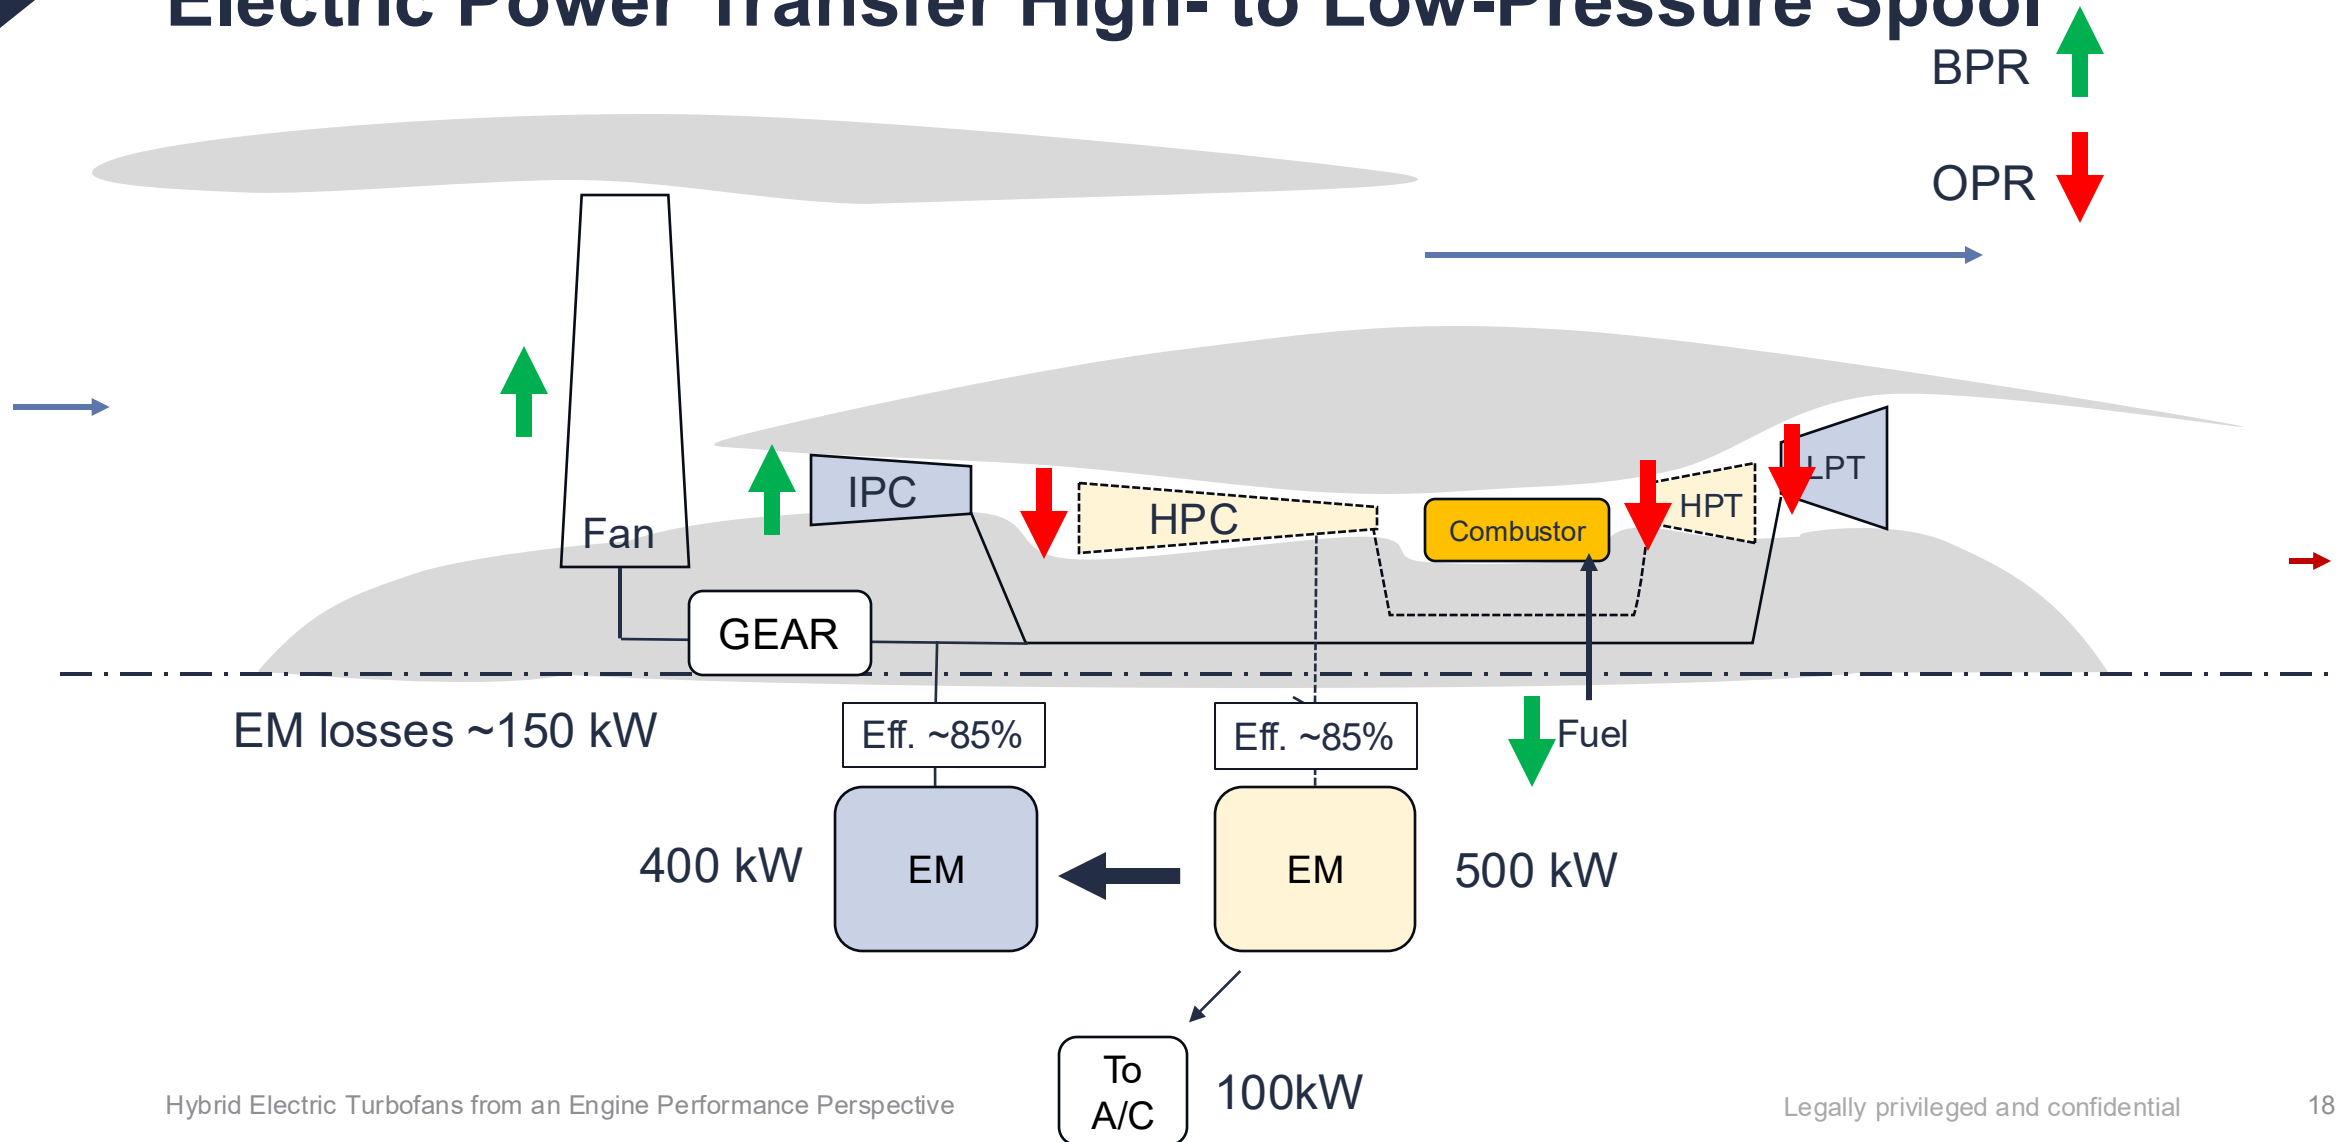 Electric Power Transfer High- to Low-Pressure Spool
BPR
OPR
Fan
IPC
HPC
Combustor
HPT
LPT
GEAR
EM losses ~150 kW
Eff. ~85%
Eff. ~85%
Fuel
400 kW
EM
EM
500 kW
To
A/C
100kW
Hybrid Electric Turbofans from an Engine Performance Perspective
Legally privileged and confidential
18